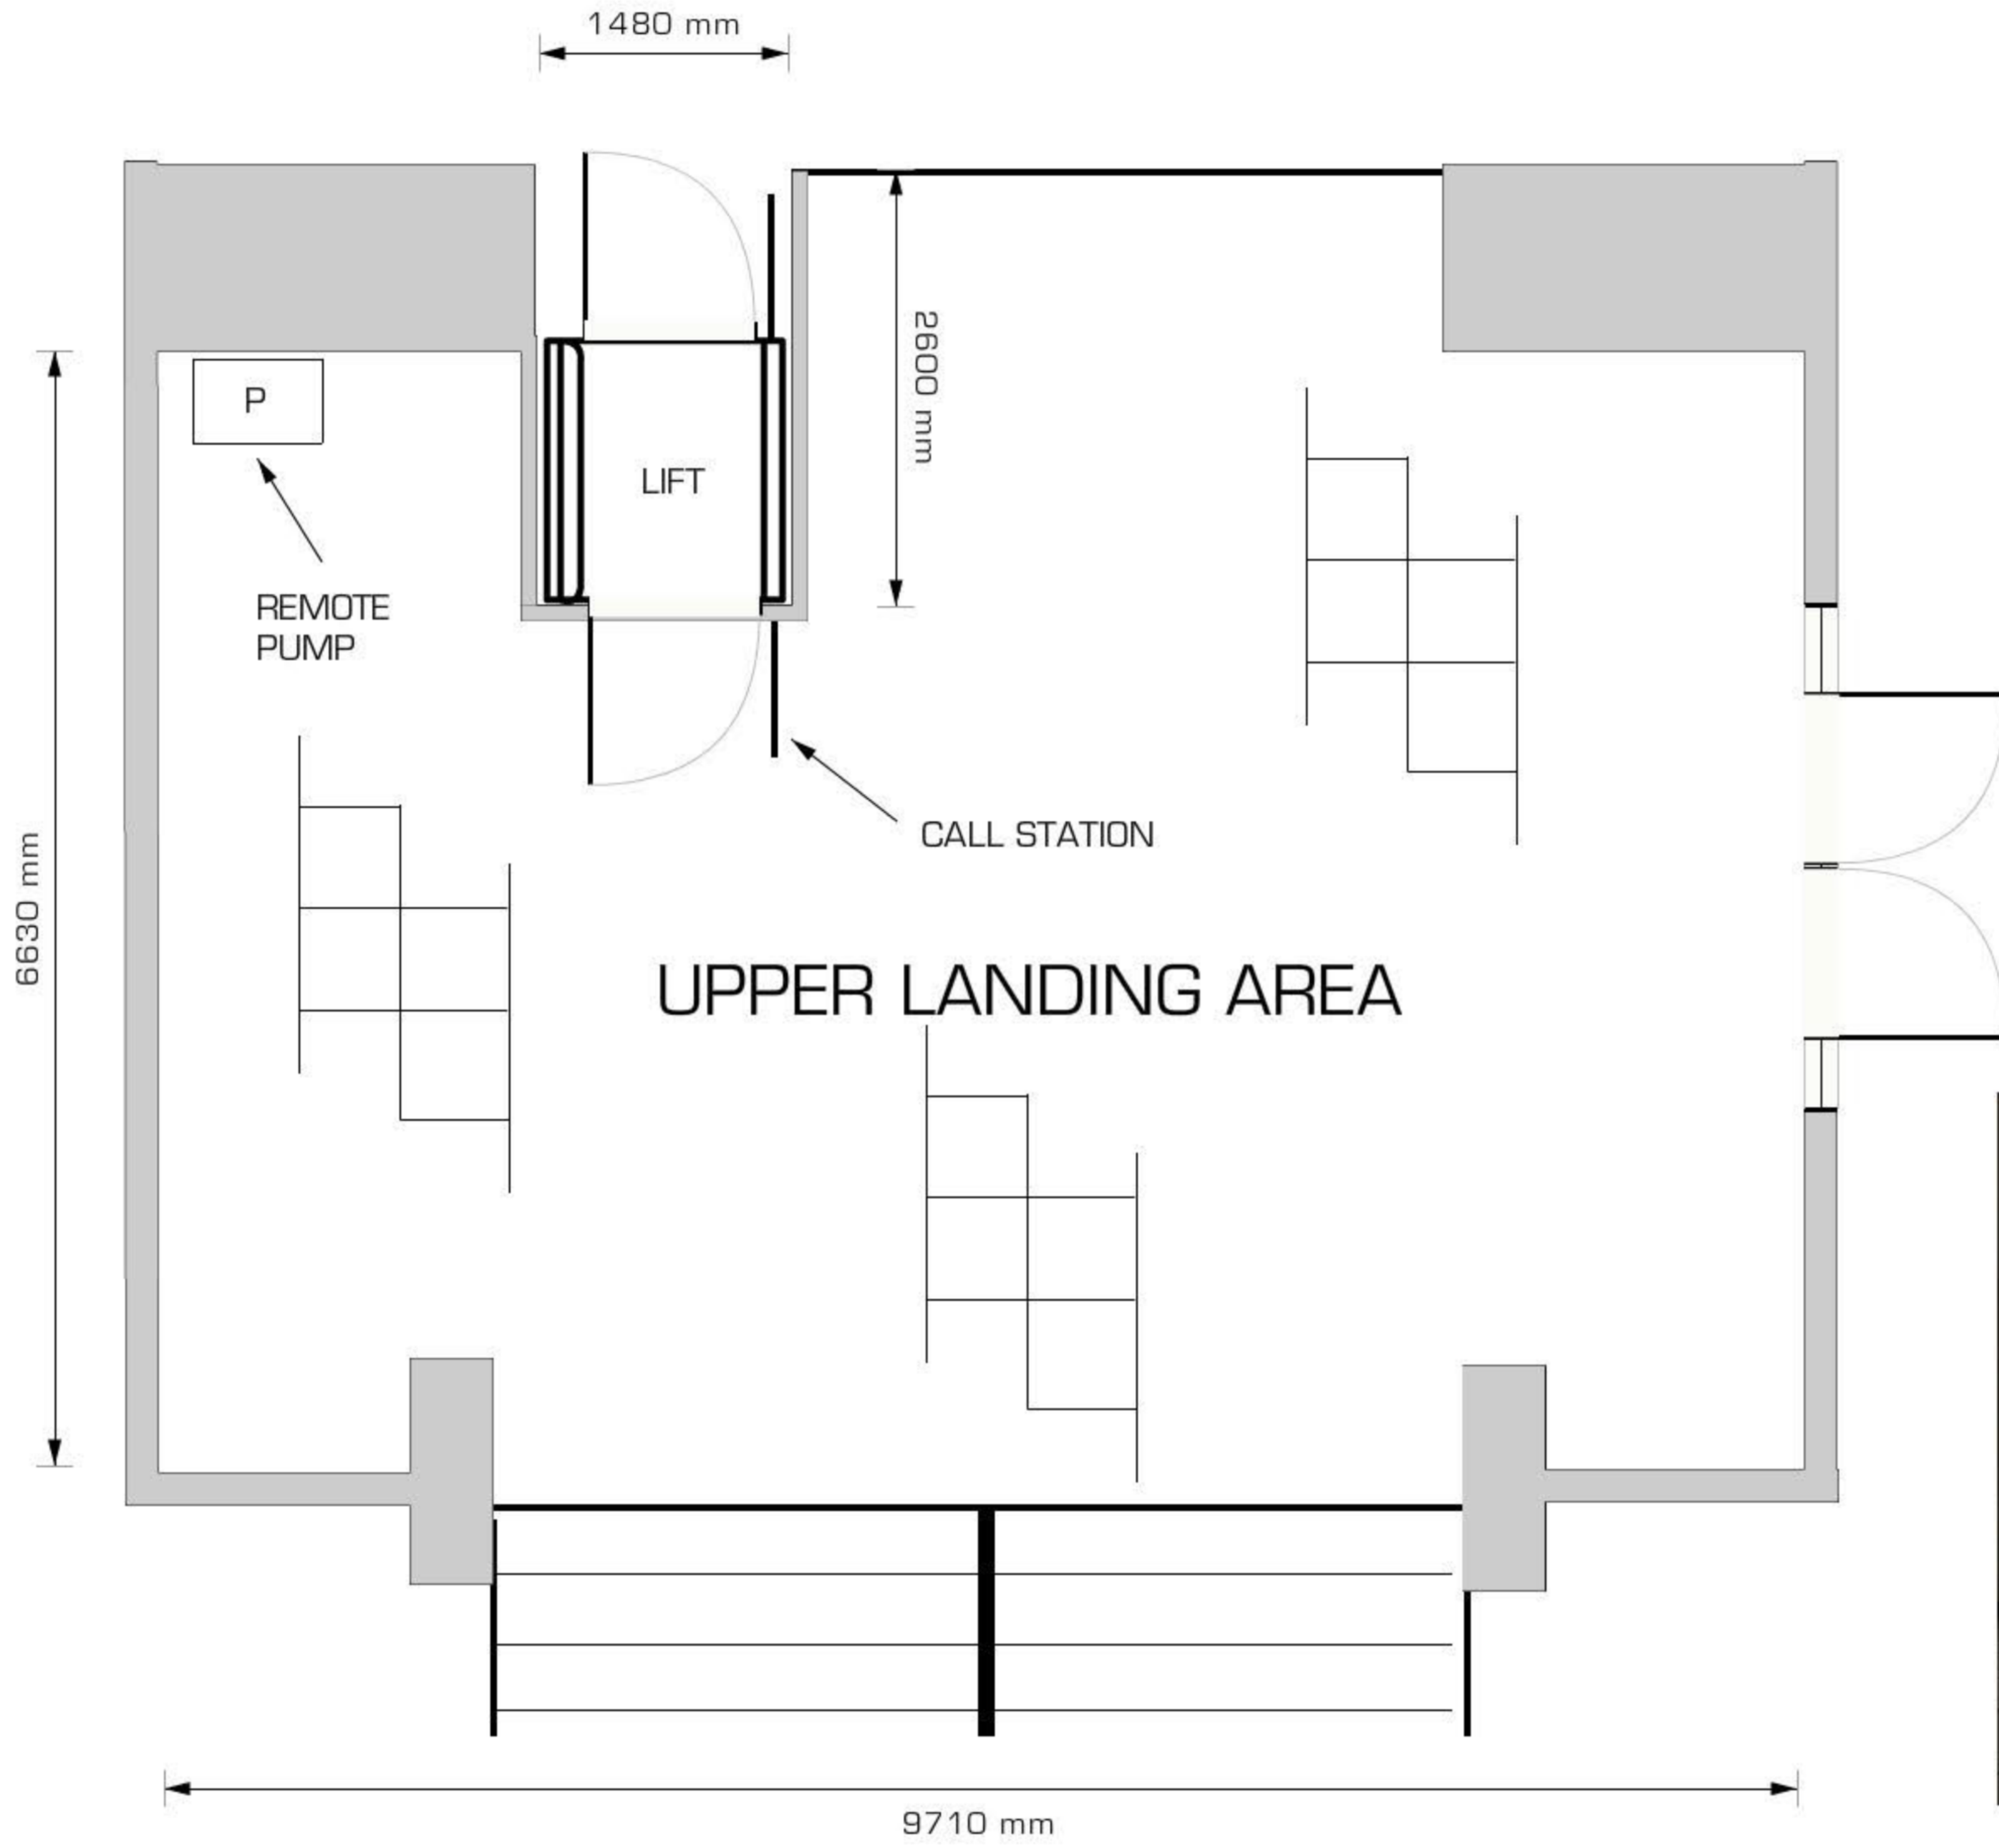 1480 mm
2600 mm
P
LIFT
REMOTE
PUMP
CALL STATION
6630 mm
UPPER LANDING AREA
9710 mm